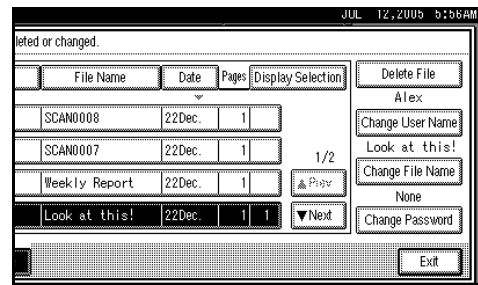 JUL 12,2005 5:56AM
leted or changed.
File Name Date Pages Display Selection Delete File
Alex
SCAN0008 22Dec. 1 Change User Name
Look at this!
SCAN0007 22Dec. 1 1/2
Change File Name
Weekly Report 22Dec. 1 ▲Prev
None
Look at this! 22Dec. 1 1 ▼Next Change Password
Exit